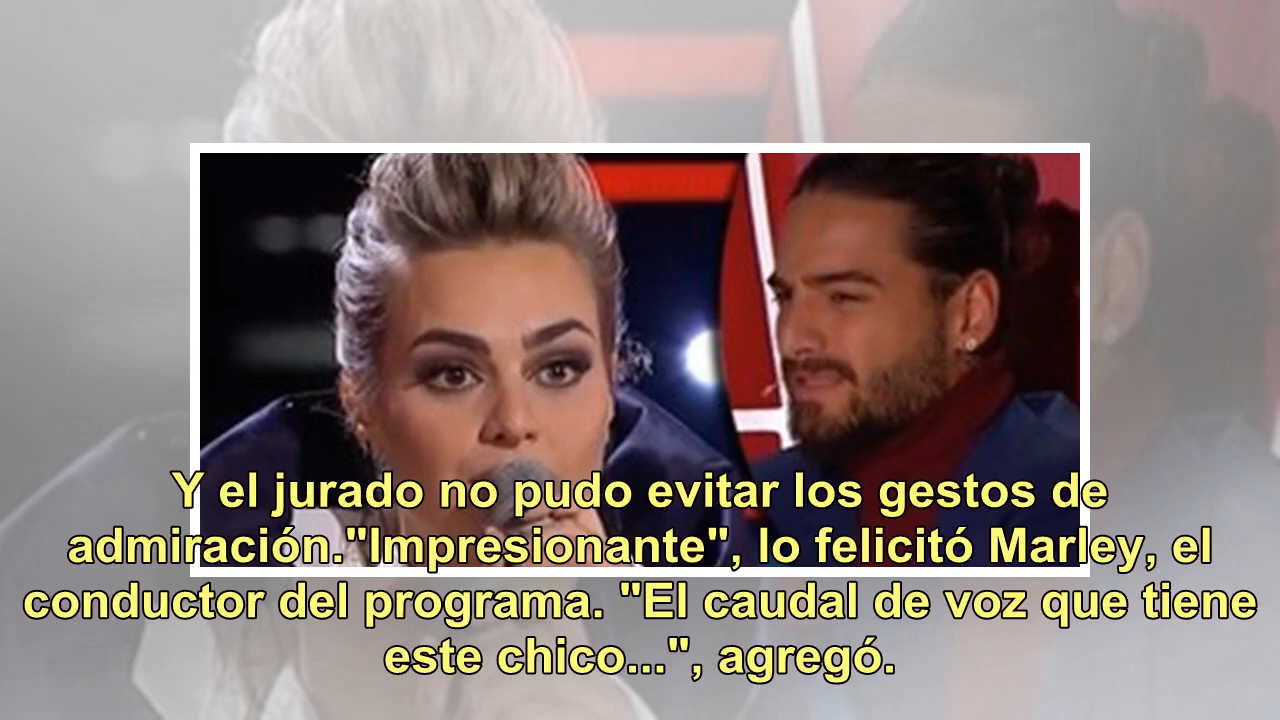 Y el jurado no pudo evitar los gestos de
admiración."Impresionante", lo felicitó Marley, el
conductor del programa. "El caudal de voz que tiene
este chico...", agregó.